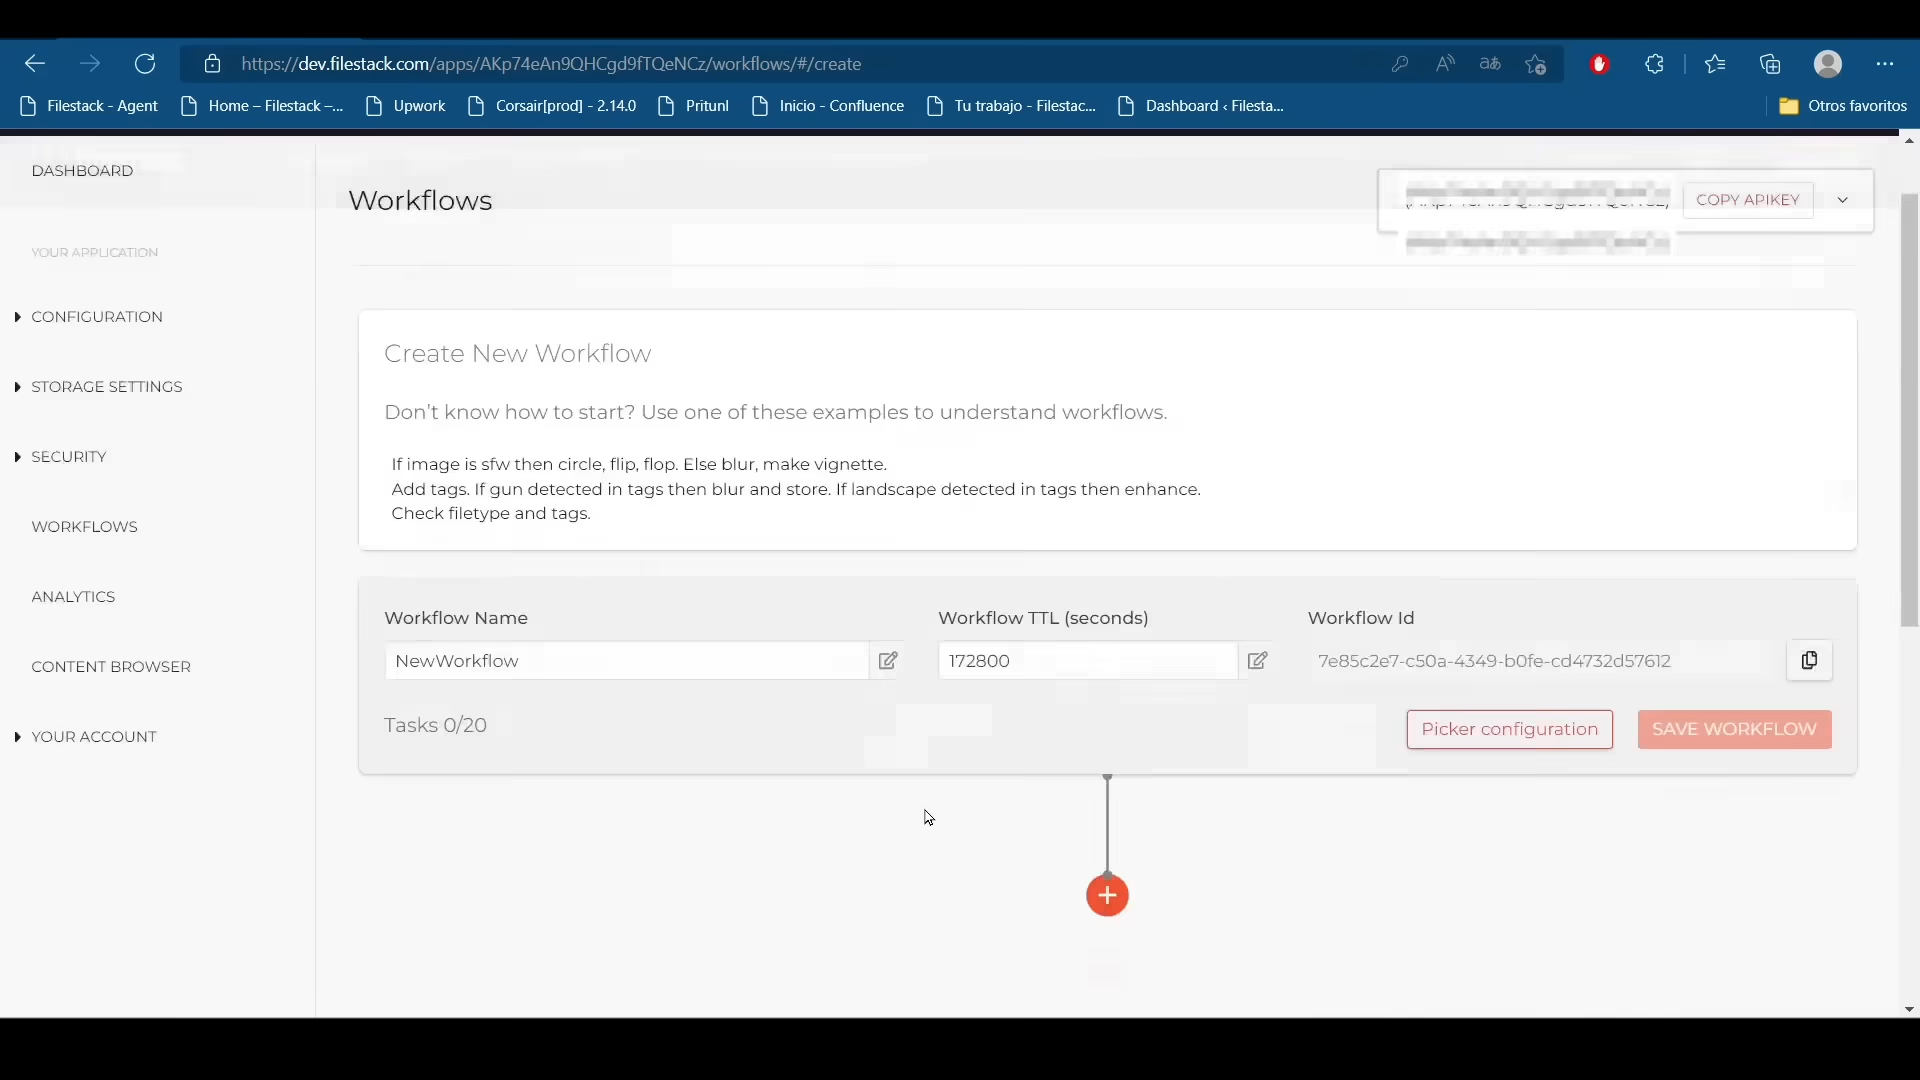 https://dev.filestack.com/apps/AKp74eAn9QHCgd9fTQeNCz/workflows/#/create
Filestack - Agent
Home – Filestack –...
Upwork
Corsair[prod] - 2.14.0
Pritunl
Inicio - Confluence
Tu trabajo - Filestac...
Dashboard ‹ Filesta...
Otros favoritos
DASHBOARD
Workflows
COPY APIKEY
YOUR APPLICATION
CONFIGURATION
STORAGE SETTINGS
SECURITY
WORKFLOWS
ANALYTICS
CONTENT BROWSER
YOUR ACCOUNT
Create New Workflow
Don't know how to start? Use one of these examples to understand workflows.
If image is sfw then circle, flip, flop. Else blur, make vignette.
Add tags. If gun detected in tags then blur and store. If landscape detected in tags then enhance.
Check filetype and tags.
Workflow Name
Workflow TTL (seconds)
Workflow Id
NewWorkflow
172800
7e85c2e7-c50a-4349-b0fe-cd4732d57612
Tasks 0/20
Picker configuration
SAVE WORKFLOW